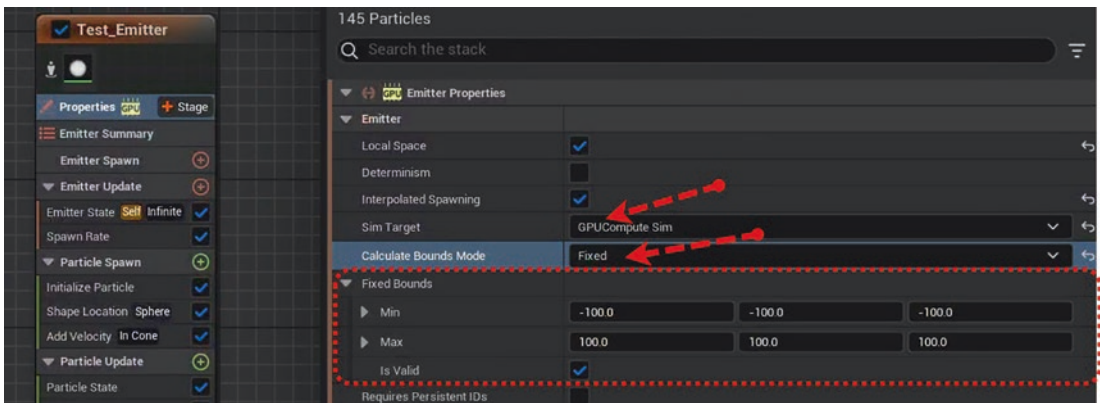 Test_Emitter
Properties GPU + Stage
Emitter Summary
Emitter Spawn
Emitter Update
Emitter State Self Infinite
Spawn Rate
Particle Spawn
Initialize Particle
Shape Location Sphere
Add Velocity In Cone
Particle Update
Particle State
145 Particles
Search the stack
GPU Emitter Properties
Emitter
Local Space
Determinism
Interpolated Spawning
Sim Target GPUCompute Sim
Calculate Bounds Mode Fixed
Fixed Bounds
Min -100.0 -100.0 -100.0
Max 100.0 100.0 100.0
Is Valid
Requires Persistent IDs